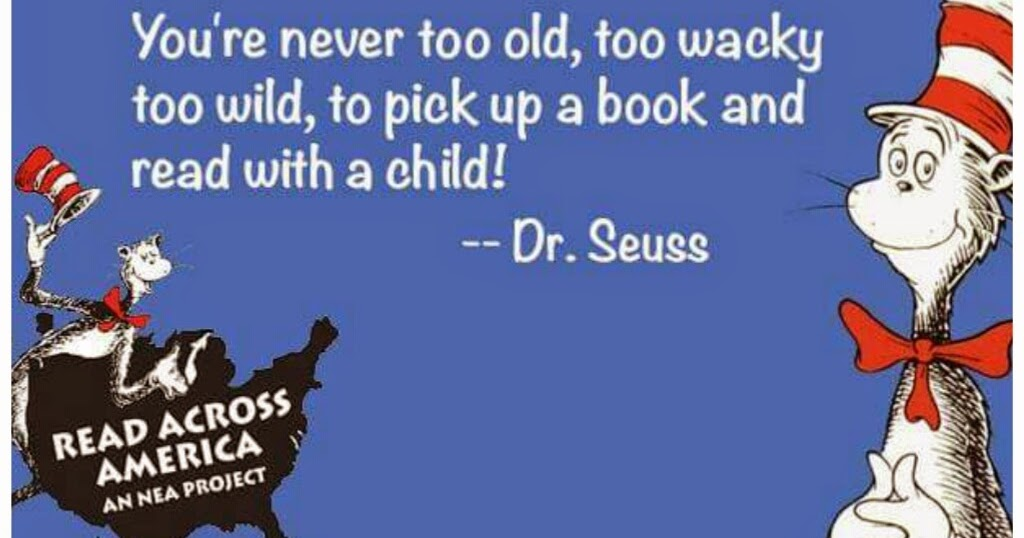 You're never too old, too wacky
too wild, to pick up a book and
read with a child!
-- Dr. Seuss
READ ACROSS
AMERICA
AN NEA PROJECT